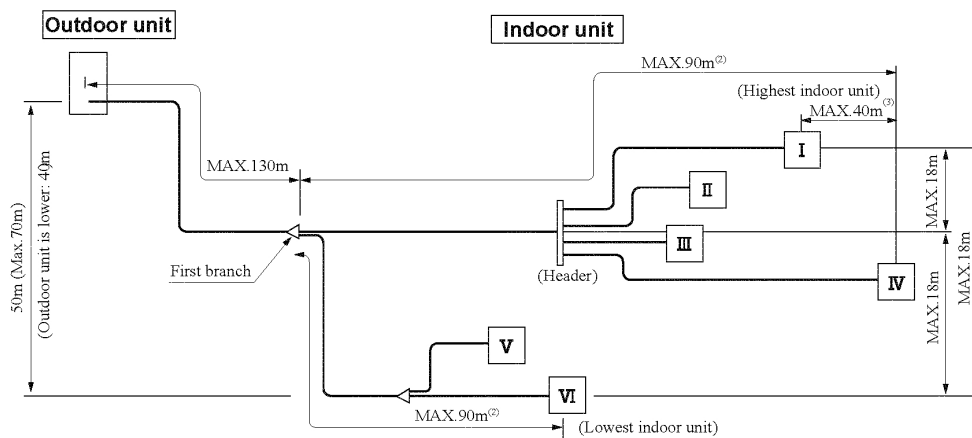 Outdoor unit
Indoor unit
MAX.90m(2)
(Highest indoor unit)
MAX.40m(3)
I
MAX.130m
II
III
IV
MAX.18m
MAX.18m
MAX.18m
50m (Max.70m)
(Outdoor unit is lower: 40m
First branch
(Header)
V
VI
MAX.90m(2)
(Lowest indoor unit)